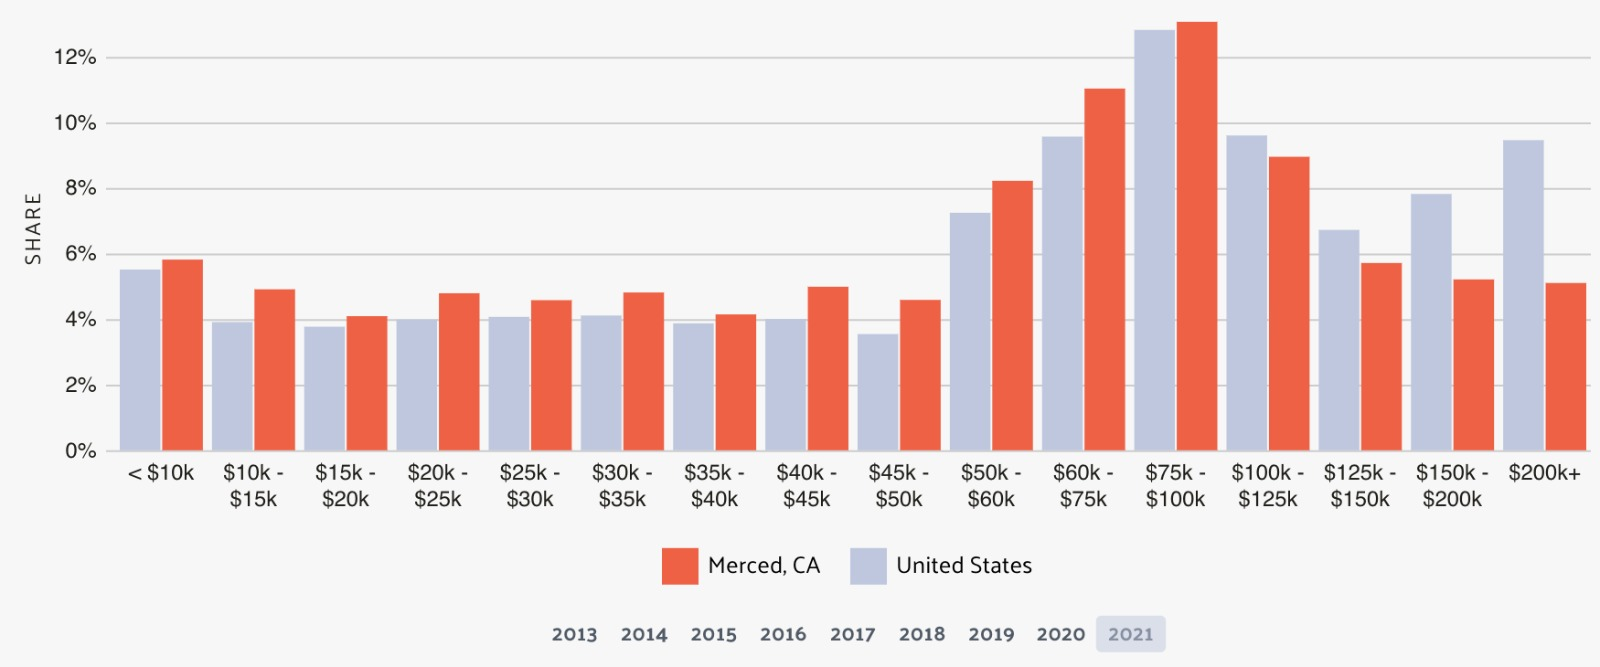 SHARE
12%
10%
8%
6%
4%
2%
0%
< $10k
$10k -
$15k
$15k -
$20k
$20k -
$25k
$25k -
$30k
$30k -
$35k
$35k -
$40k
$40k -
$45k
$45k -
$50k
$50k -
$60k
$60k -
$75k
$75k -
$100k
$100k -
$125k
$125k -
$150k
$150k -
$200k
$200k+
Merced, CA
United States
2013 2014 2015 2016 2017 2018 2019 2020 2021